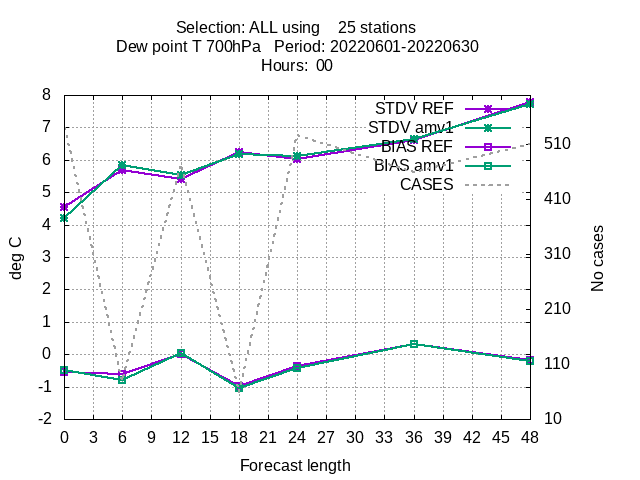 Selection: ALL using    25 stations
Dew point T 700hPa   Period: 20220601-20220630
Hours:  00
STDV REF
STDV amv1
BIAS REF
BIAS amv1
CASES
8
7
6
5
4
3
2
1
0
-1
-2
deg C
510
410
310
210
110
10
No cases
0 3 6 9 12 15 18 21 24 27 30 33 36 39 42 45 48
Forecast length